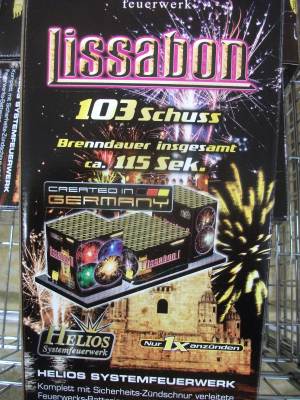 feuerwerk
Lissabon
103 Schuss
Brenndauer insgesamt
ca. 115 Sek.
CREATED IN
GERMANY
Lissabon I
HELIOS
Systemfeuerwerk
Nur 1x anzünden
HELIOS SYSTEMFEUERWERK
Komplett mit Sicherheits-Zündschnur verleitete